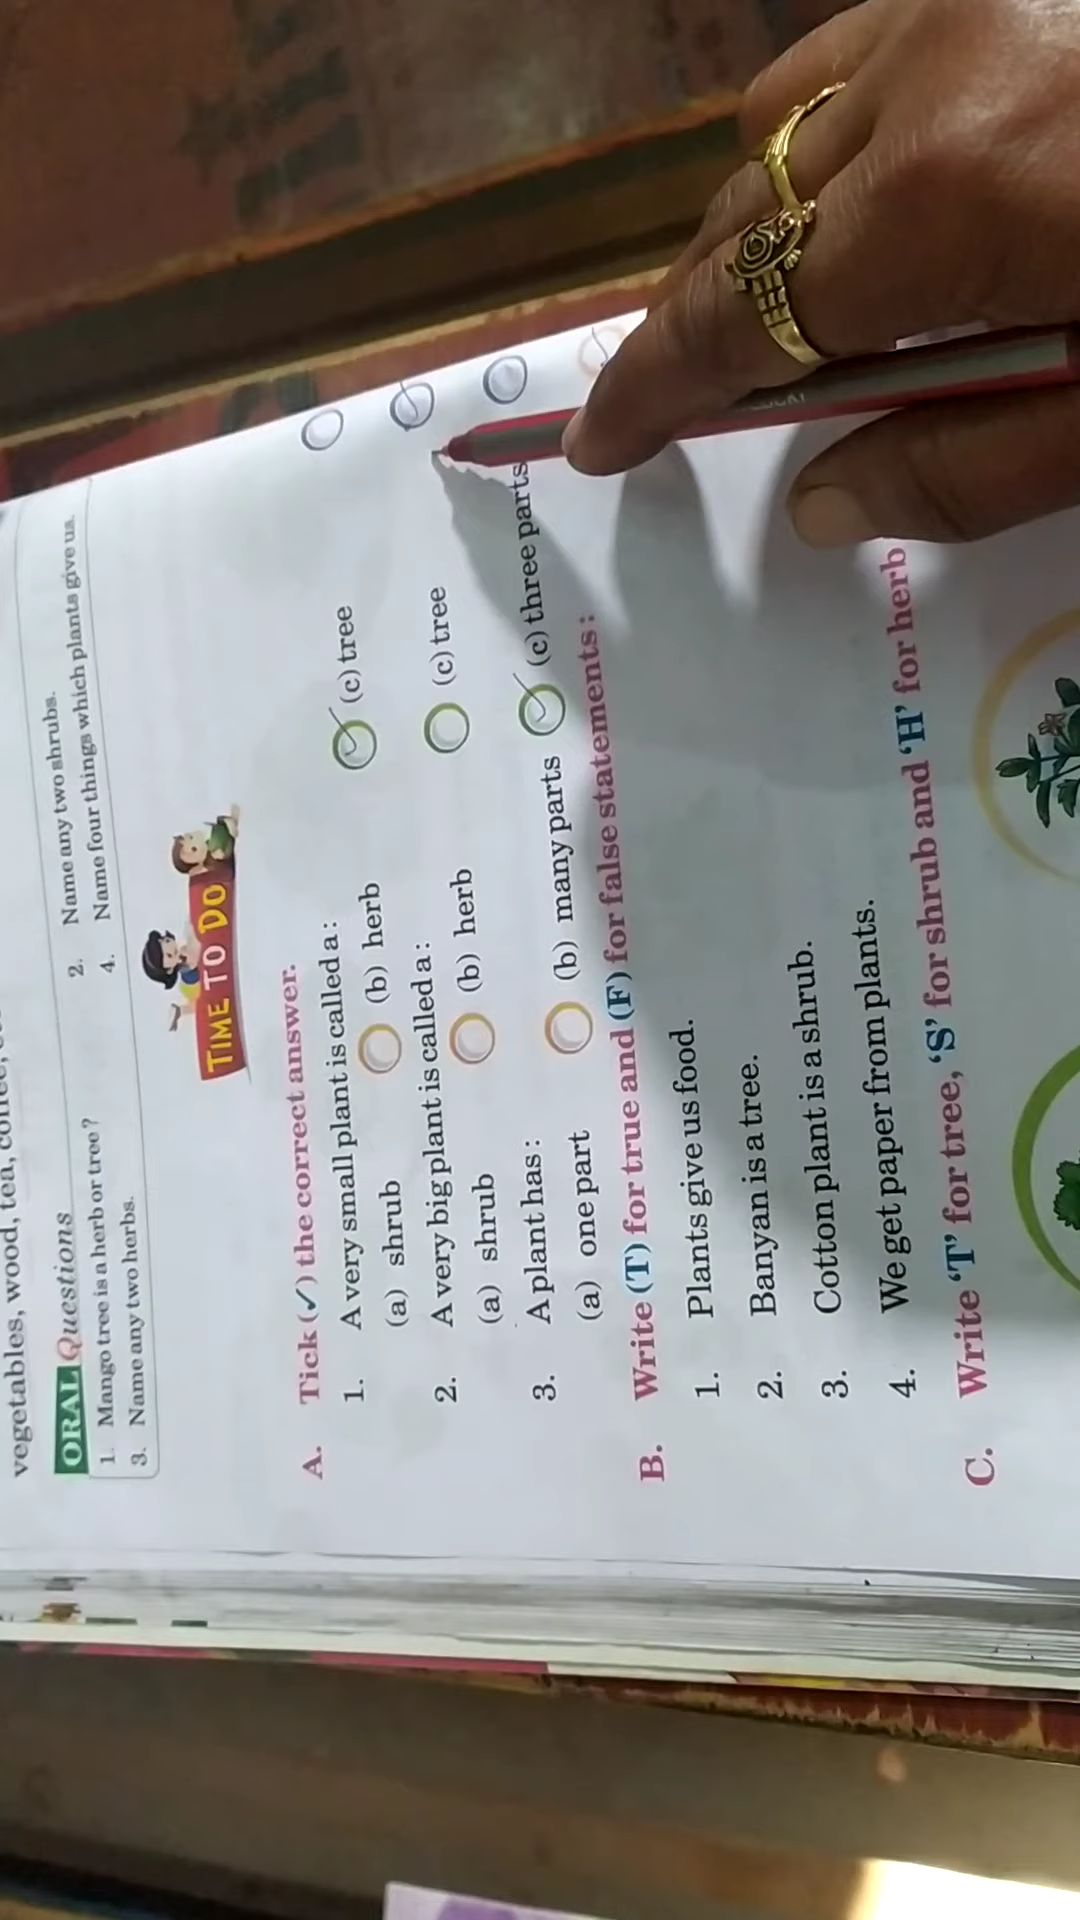 vegetables, wood, tea,
ORAL Questions
1. Mango tree is a herb or tree? 2. Name any two shrubs.
3. Name any two herbs. 4. Name four things which plants give us.
TIME TO DO
A. Tick (✓) the correct answer.
1. A very small plant is called a:
(a) shrub (b) herb (c) tree
2. A very big plant is called a:
(a) shrub (b) herb (c) tree
3. A plant has:
(a) one part (b) many parts (c) three parts
B. Write (T) for true and (F) for false statements:
1. Plants give us food.
2. Banyan is a tree.
3. Cotton plant is a shrub.
4. We get paper from plants.
C. Write 'T' for tree, 'S' for shrub and 'H' for herb